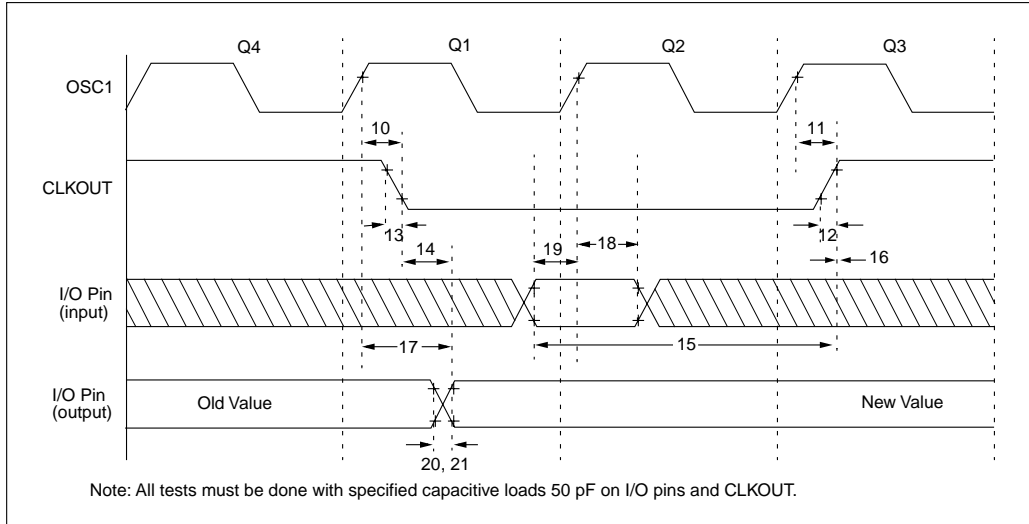 Q4 Q1 Q2 Q3
OSC1
10 11
CLKOUT
13 12
14 19 18 16
I/O Pin
(input)
17 15
I/O Pin
(output)
Old Value New Value
20, 21
Note: All tests must be done with specified capacitive loads 50 pF on I/O pins and CLKOUT.